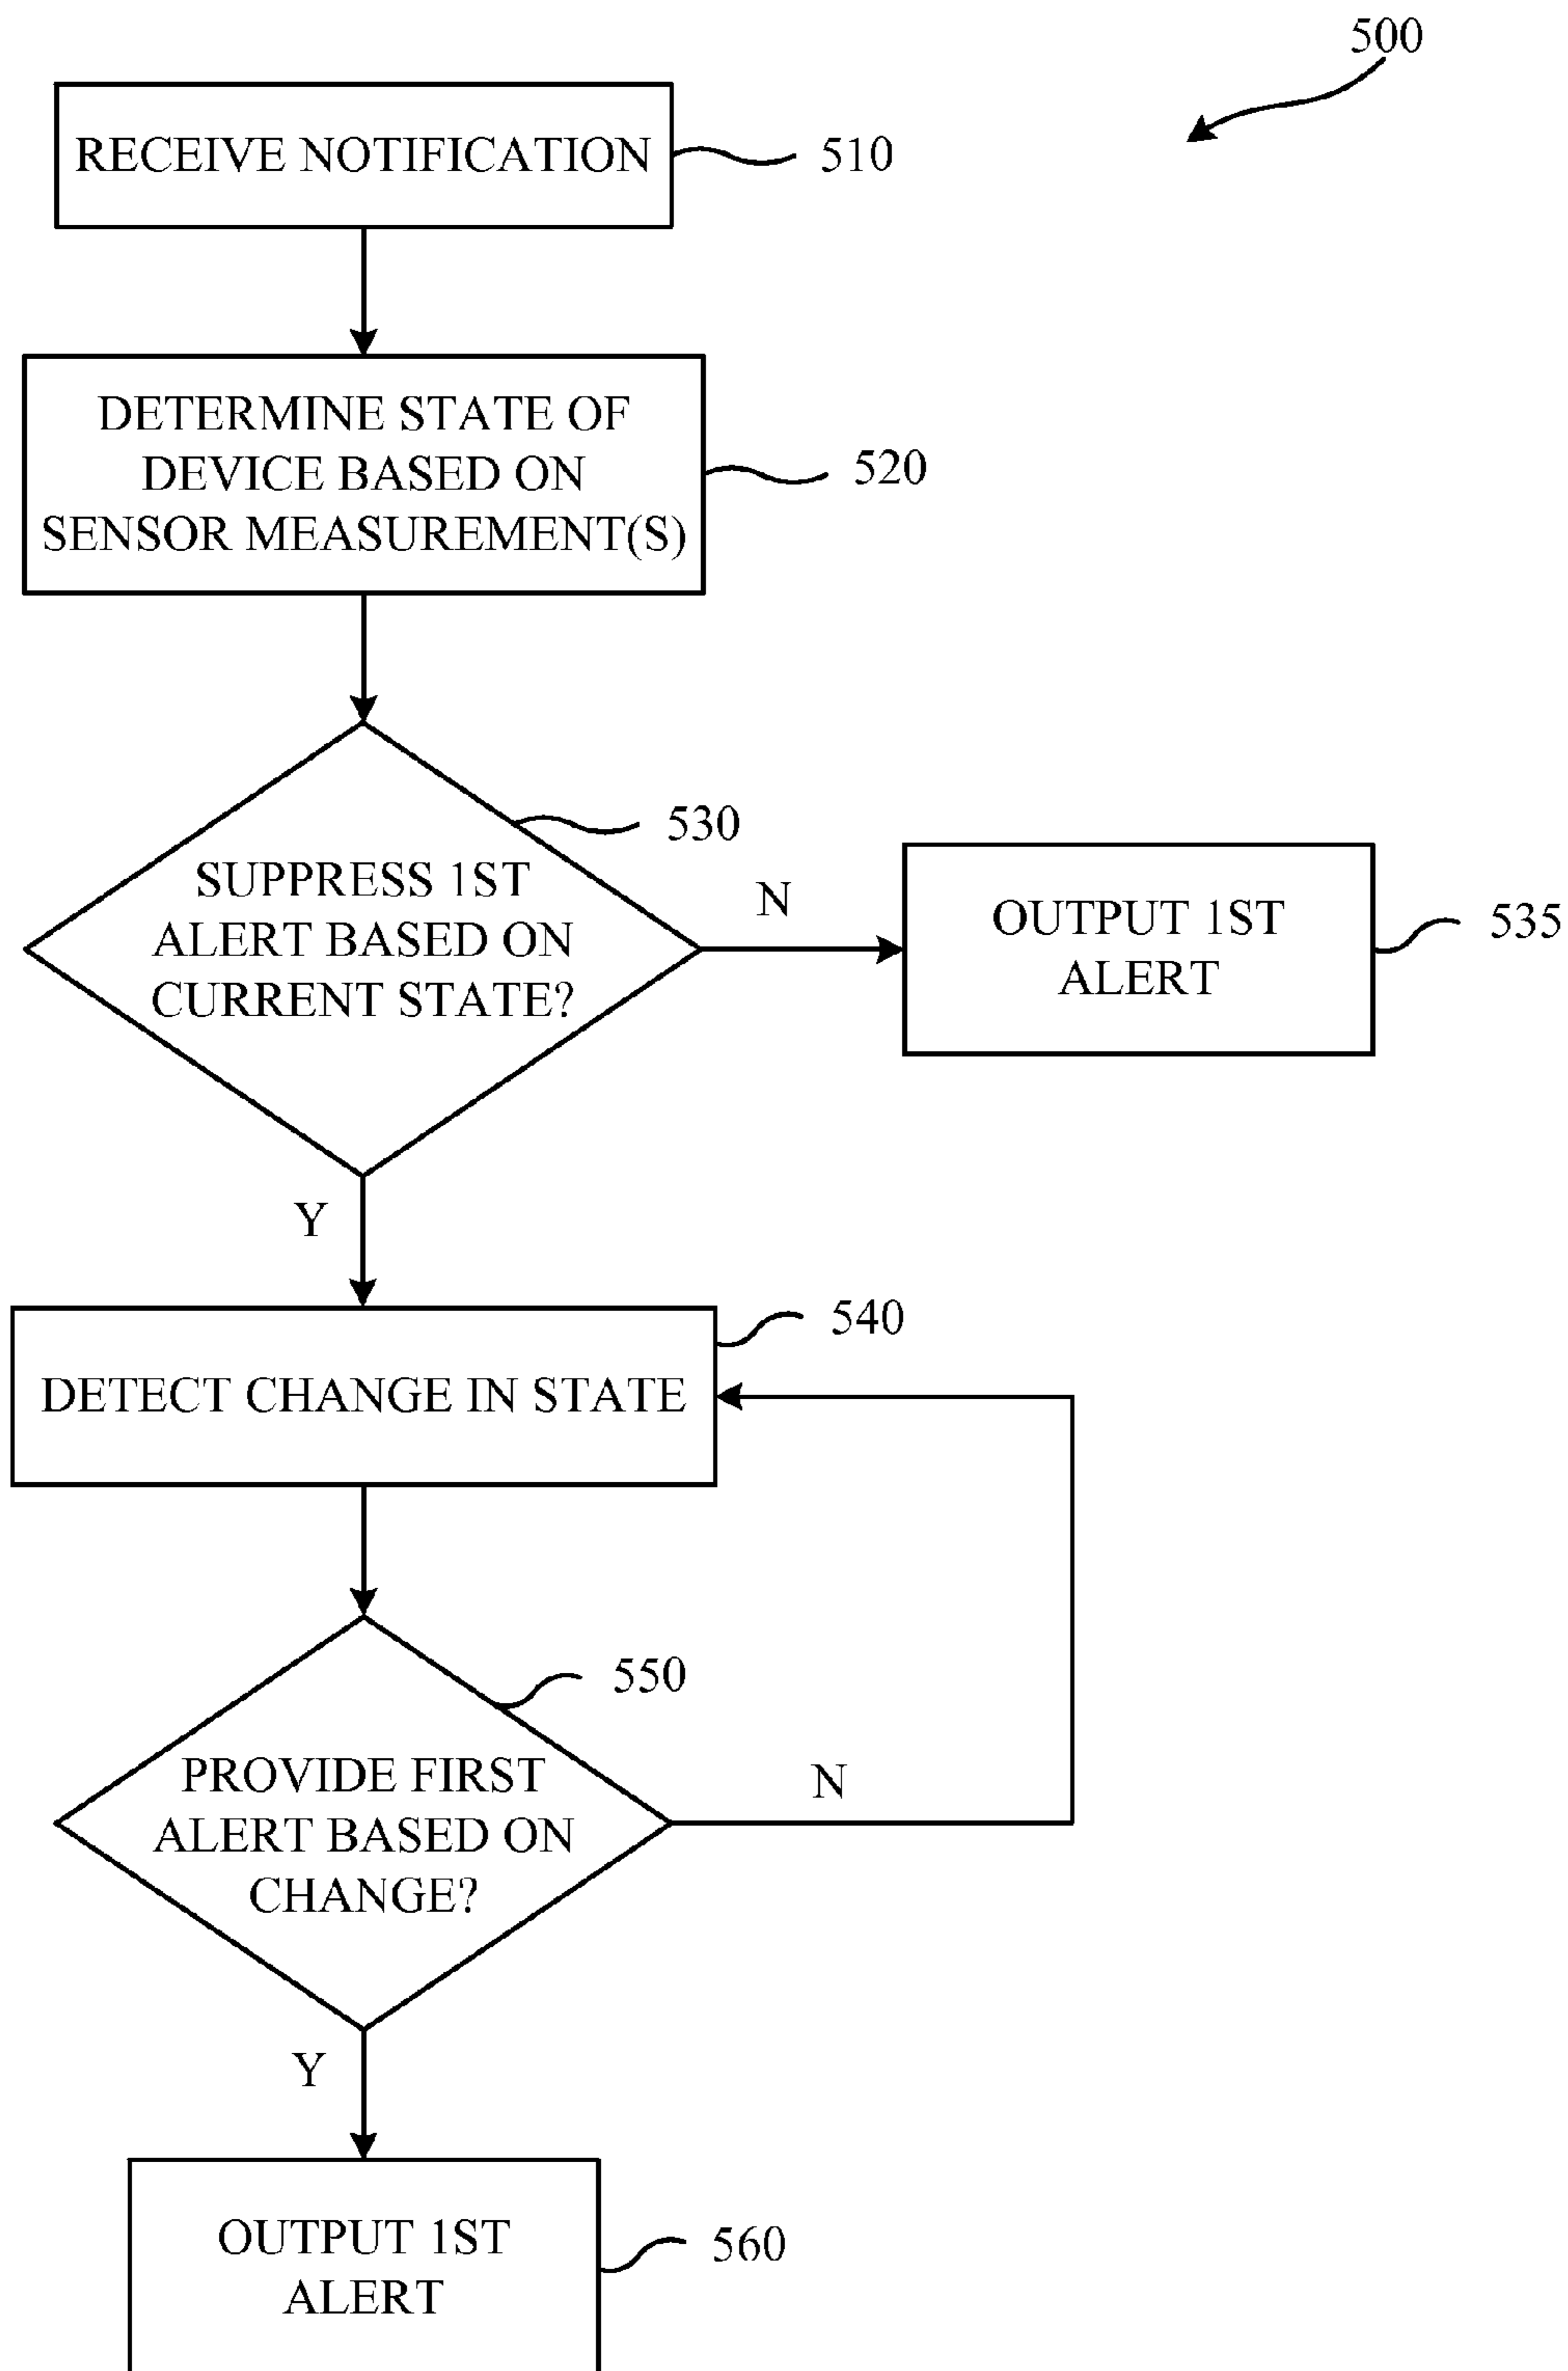 500
RECEIVE NOTIFICATION
510
DETERMINE STATE OF
DEVICE BASED ON
SENSOR MEASUREMENT(S)
520
530
SUPPRESS 1ST
ALERT BASED ON
CURRENT STATE?
N
OUTPUT 1ST
ALERT
535
Y
540
DETECT CHANGE IN STATE
550
PROVIDE FIRST
ALERT BASED ON
CHANGE?
N
Y
OUTPUT 1ST
ALERT
560